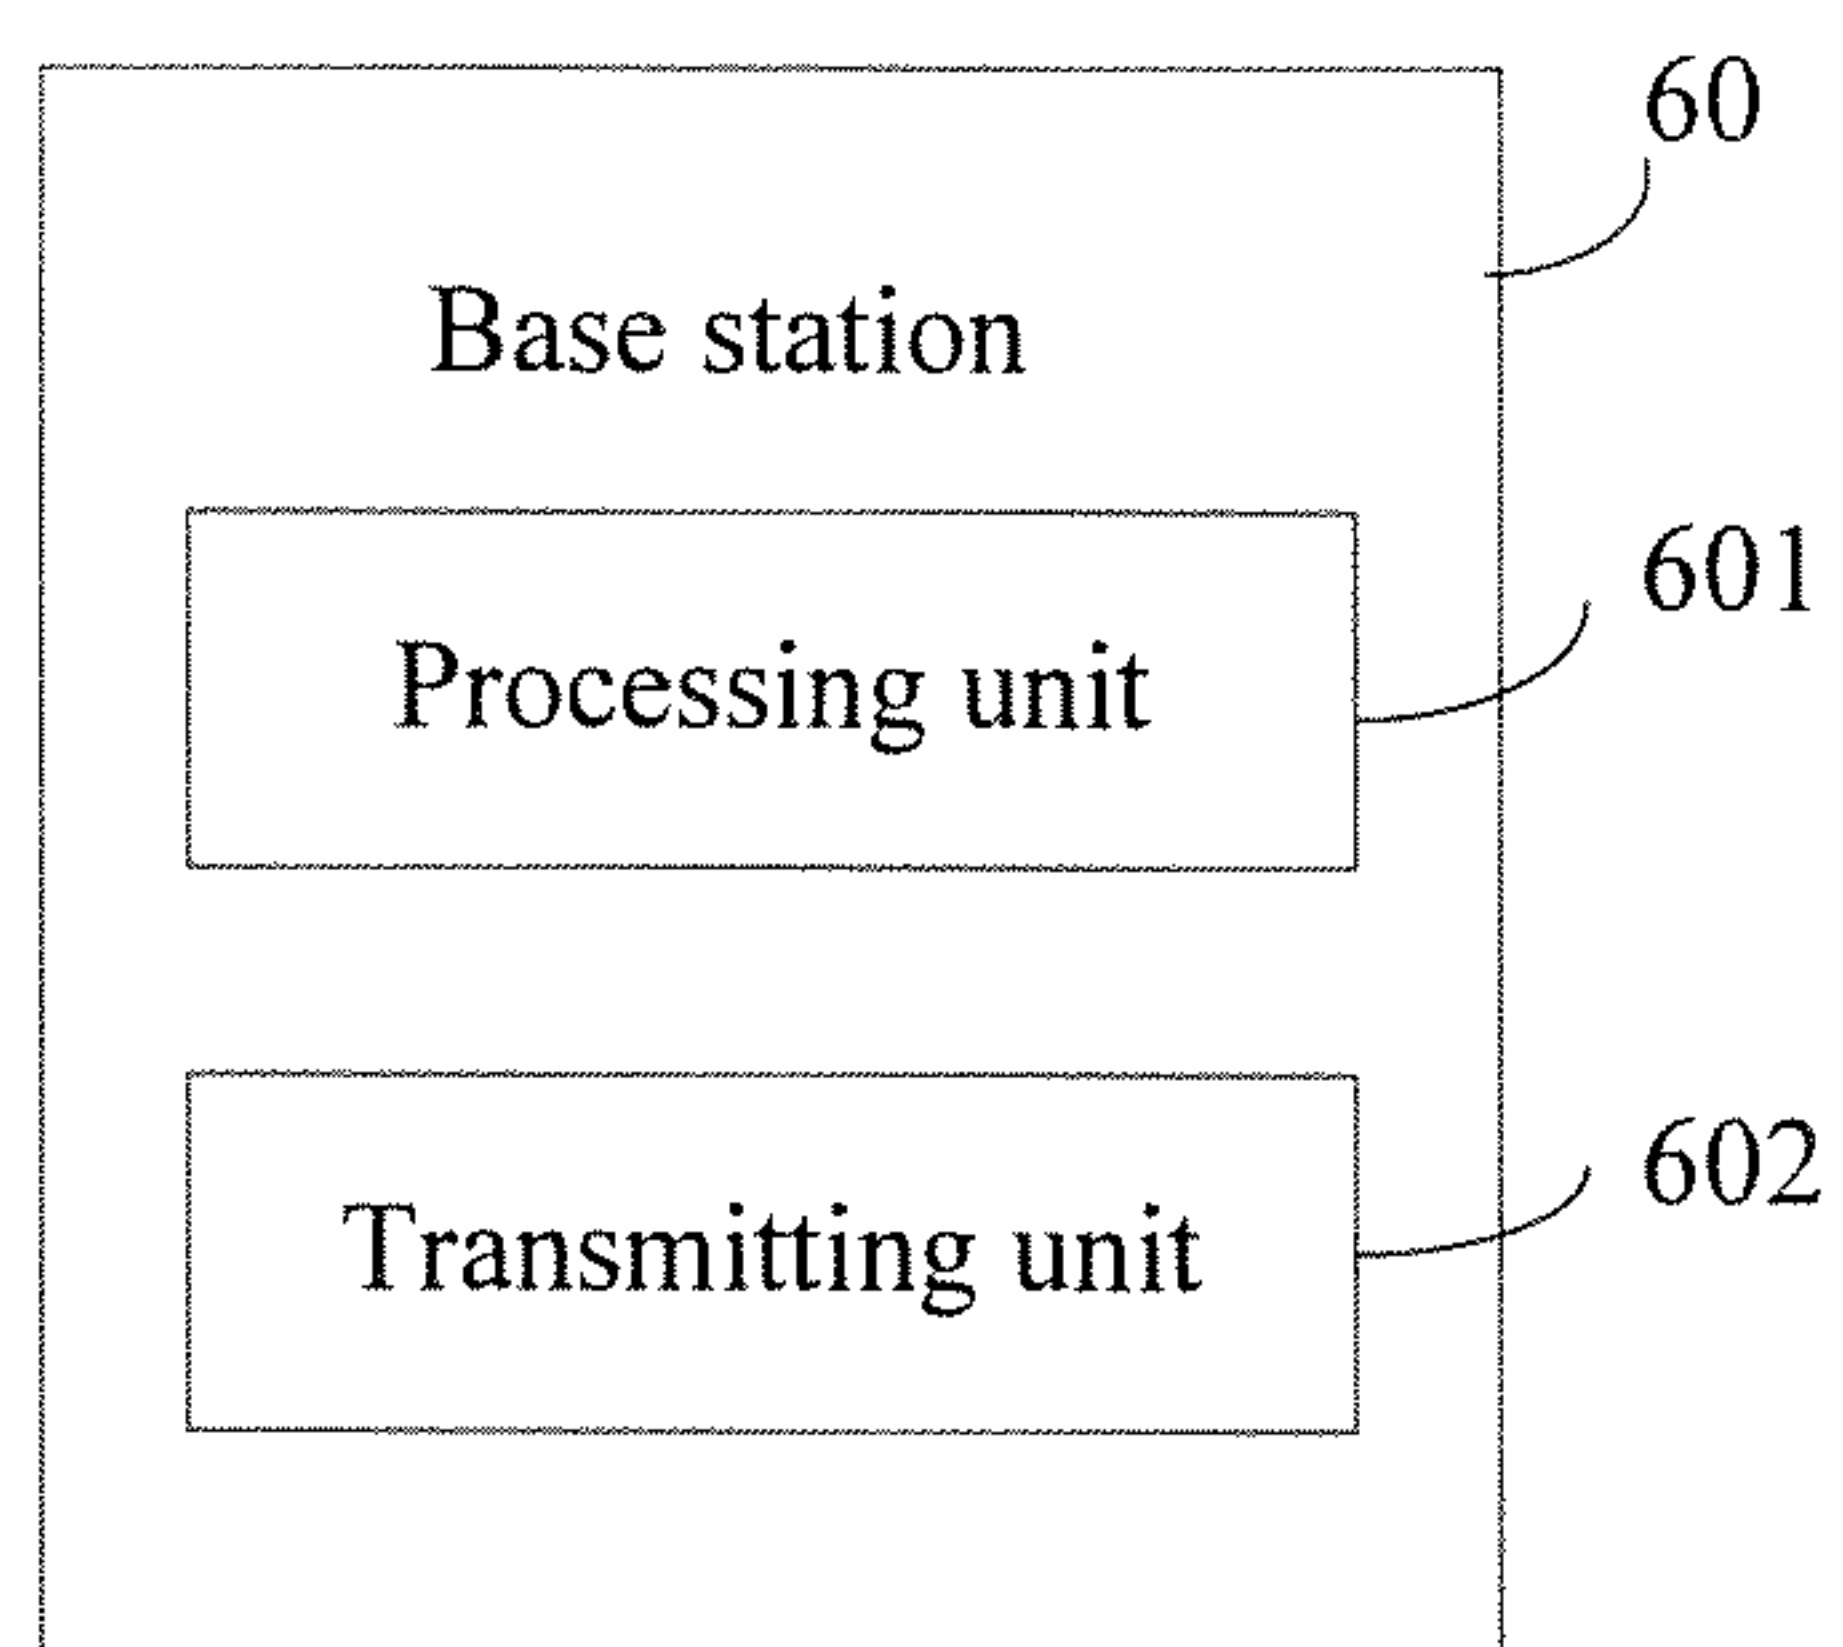 60
Base station
601
Processing unit
602
Transmitting unit